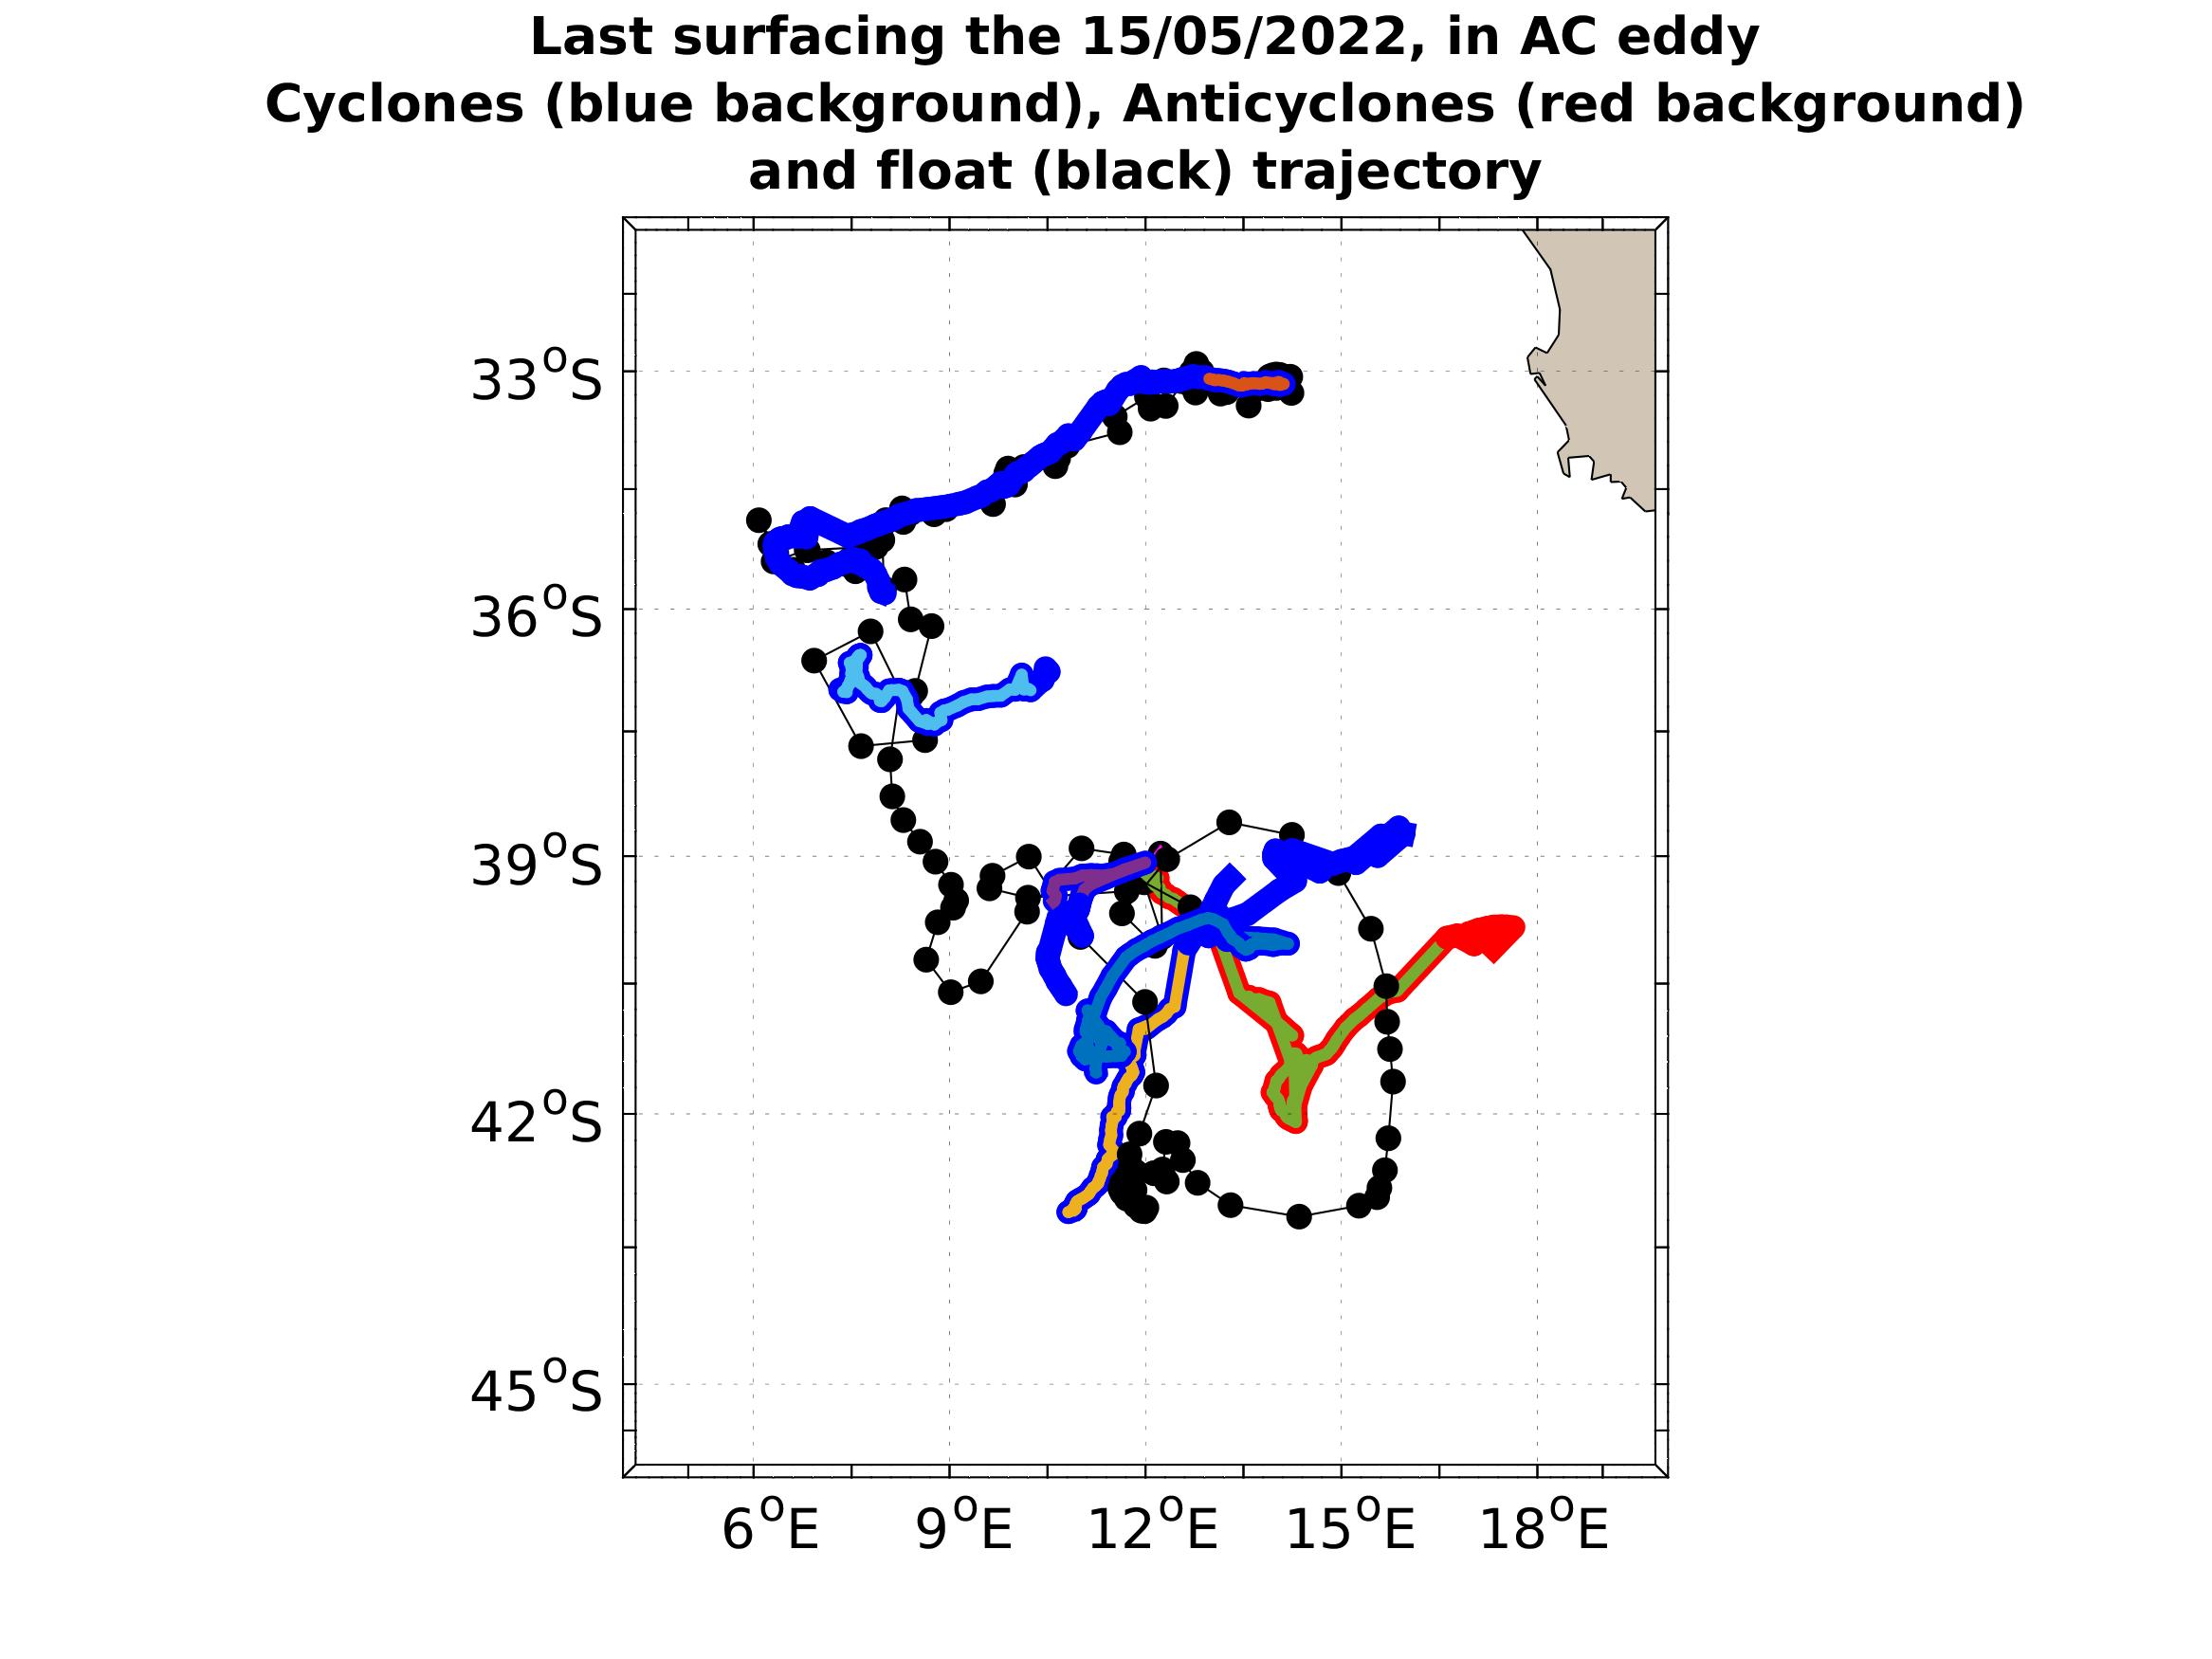 Last surfacing the 15/05/2022, in AC eddy
Cyclones (blue background), Anticyclones (red background)
and float (black) trajectory
33°S
36°S
39°S
42°S
45°S
6°E 9°E 12°E 15°E 18°E